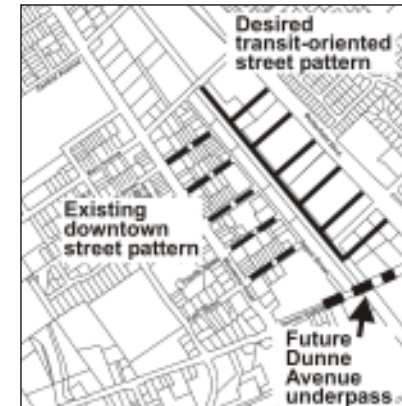 Desired
transit-oriented
street pattern
Existing
downtown
street pattern
Future
Dunne
Avenue
underpass